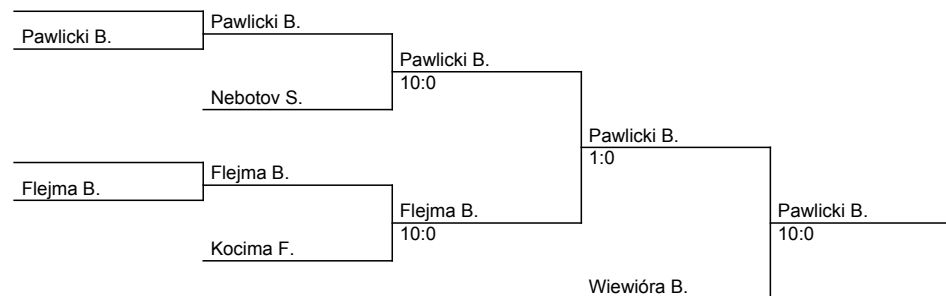 Pawlicki B.
Pawlicki B.
Pawlicki B.
10:0
Nebotov S.
Pawlicki B.
1:0
Flejma B.
Flejma B.
Flejma B.
10:0
Pawlicki B.
10:0
Kocima F.
Wiewióra B.